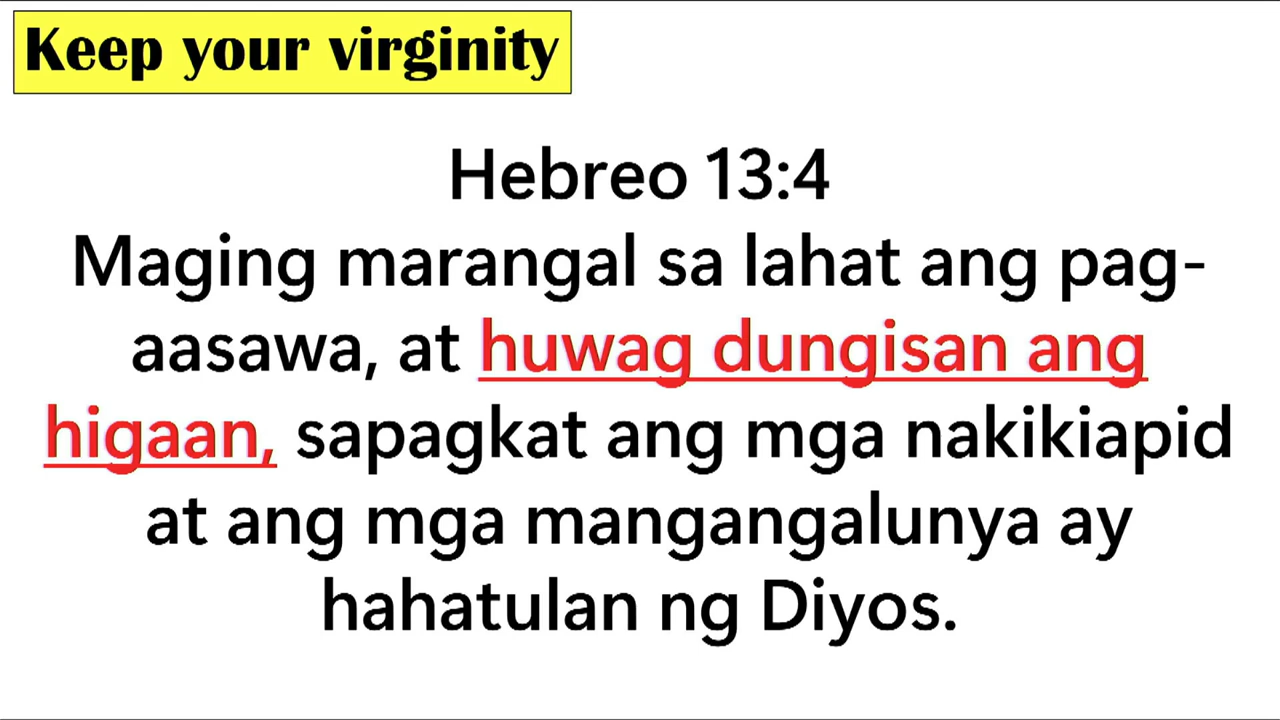 Keep your virginity
Hebreo 13:4
Maging marangal sa lahat ang pag-
aasawa, at huwag dungisan ang
higaan, sapagkat ang mga nakikiapid
at ang mga mangangalunya ay
hahatulan ng Diyos.